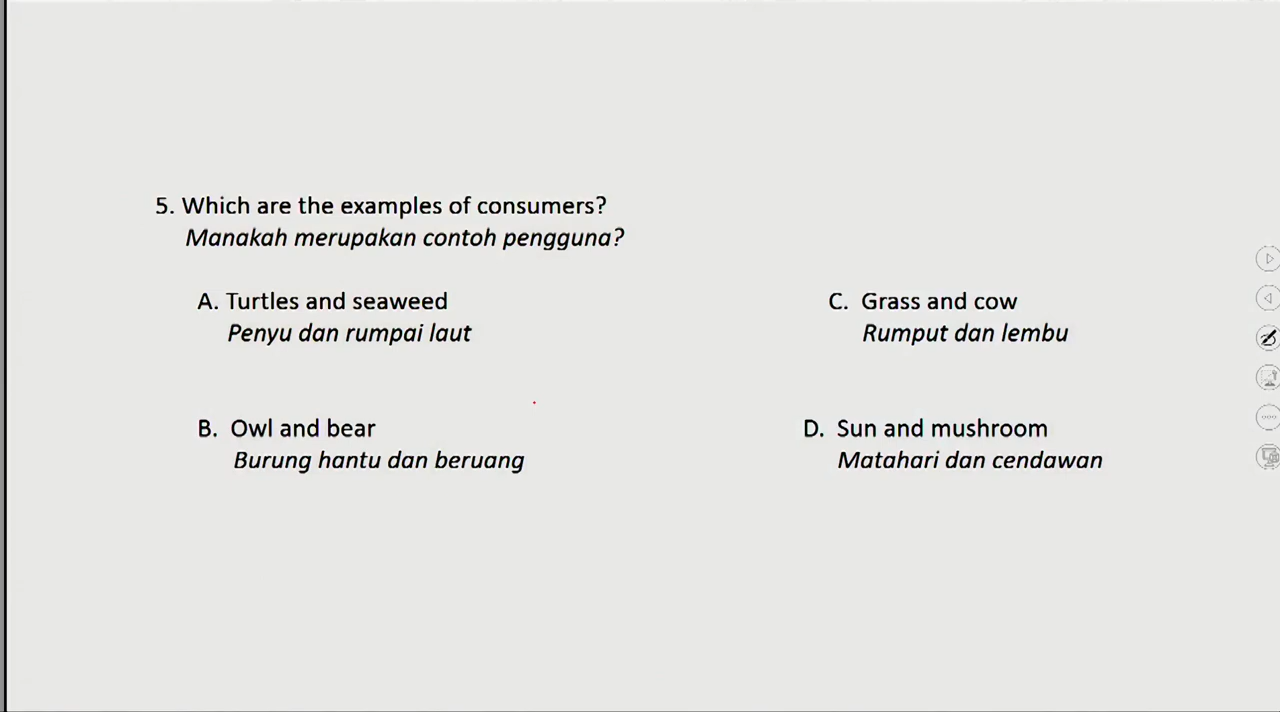 5. Which are the examples of consumers?
Manakah merupakan contoh pengguna?
A. Turtles and seaweed
Penyu dan rumpai laut
B. Owl and bear
Burung hantu dan beruang
C. Grass and cow
Rumput dan lembu
D. Sun and mushroom
Matahari dan cendawan